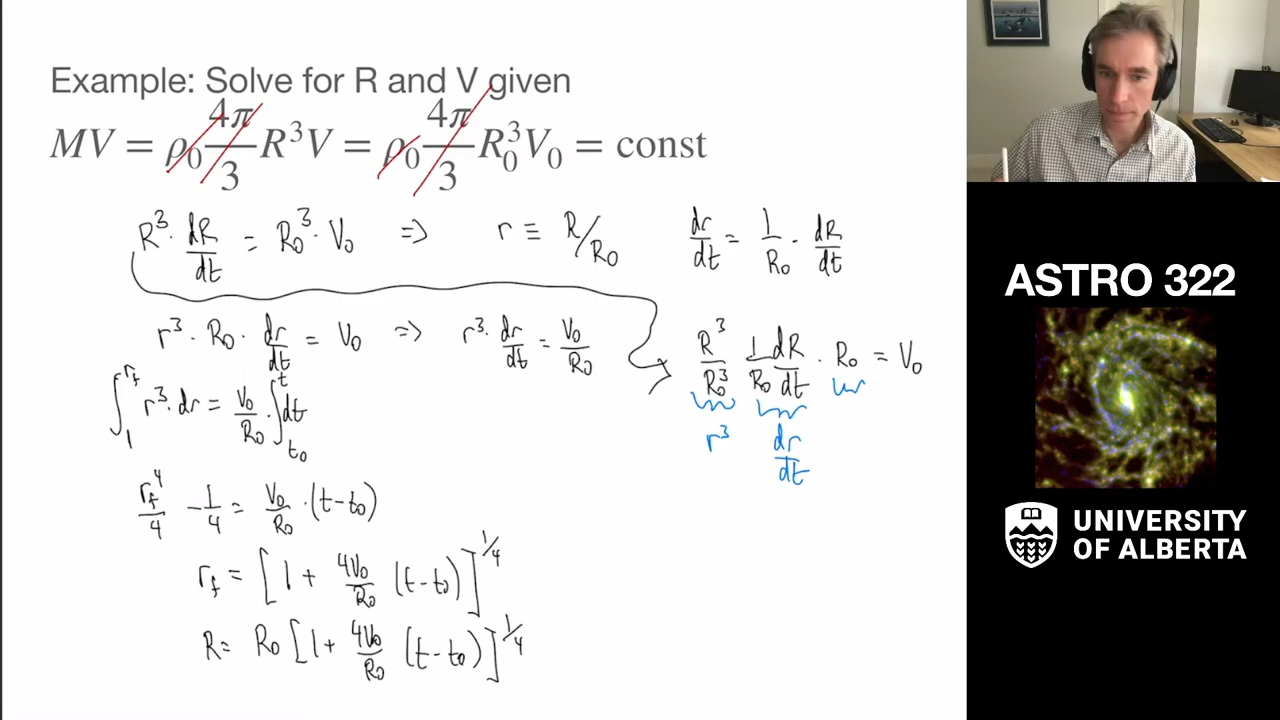 Example: Solve for R and V given
MV = ρ₀ 4π/3 R³V = ρ₀ 4π/3 R₀³V₀ = const
R³ · dR/dt = R₀³ · V₀ ⇒ r ≡ R/R₀ dr/dt = 1/R₀ · dR/dt
r³ · R₀ · dr/dt = V₀ ⇒ r³ · dr/dt = V₀/R₀
R³/R₀³ 1/R₀ dR/dt · R₀ = V₀
r³ dr/dt
∫₁^{r_f} r³ · dr = V₀/R₀ · ∫_{t₀}^{t} dt
r_f⁴/4 − 1/4 = V₀/R₀ · (t−t₀)
r_f = [1 + 4V₀/R₀ (t−t₀)]^{1/4}
R = R₀ [1 + 4V₀/R₀ (t−t₀)]^{1/4}
ASTRO 322
UNIVERSITY
OF ALBERTA